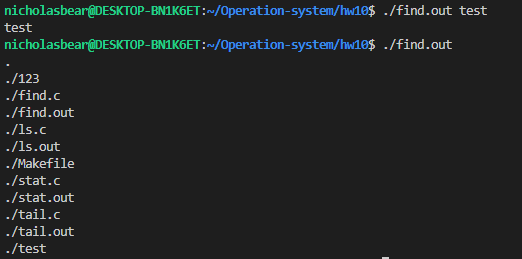 nicholasbear@DESKTOP-BN1K6ET:~/Operation-system/hw10$ ./find.out test
test
nicholasbear@DESKTOP-BN1K6ET:~/Operation-system/hw10$ ./find.out
.
./123
./find.c
./find.out
./ls.c
./ls.out
./Makefile
./stat.c
./stat.out
./tail.c
./tail.out
./test